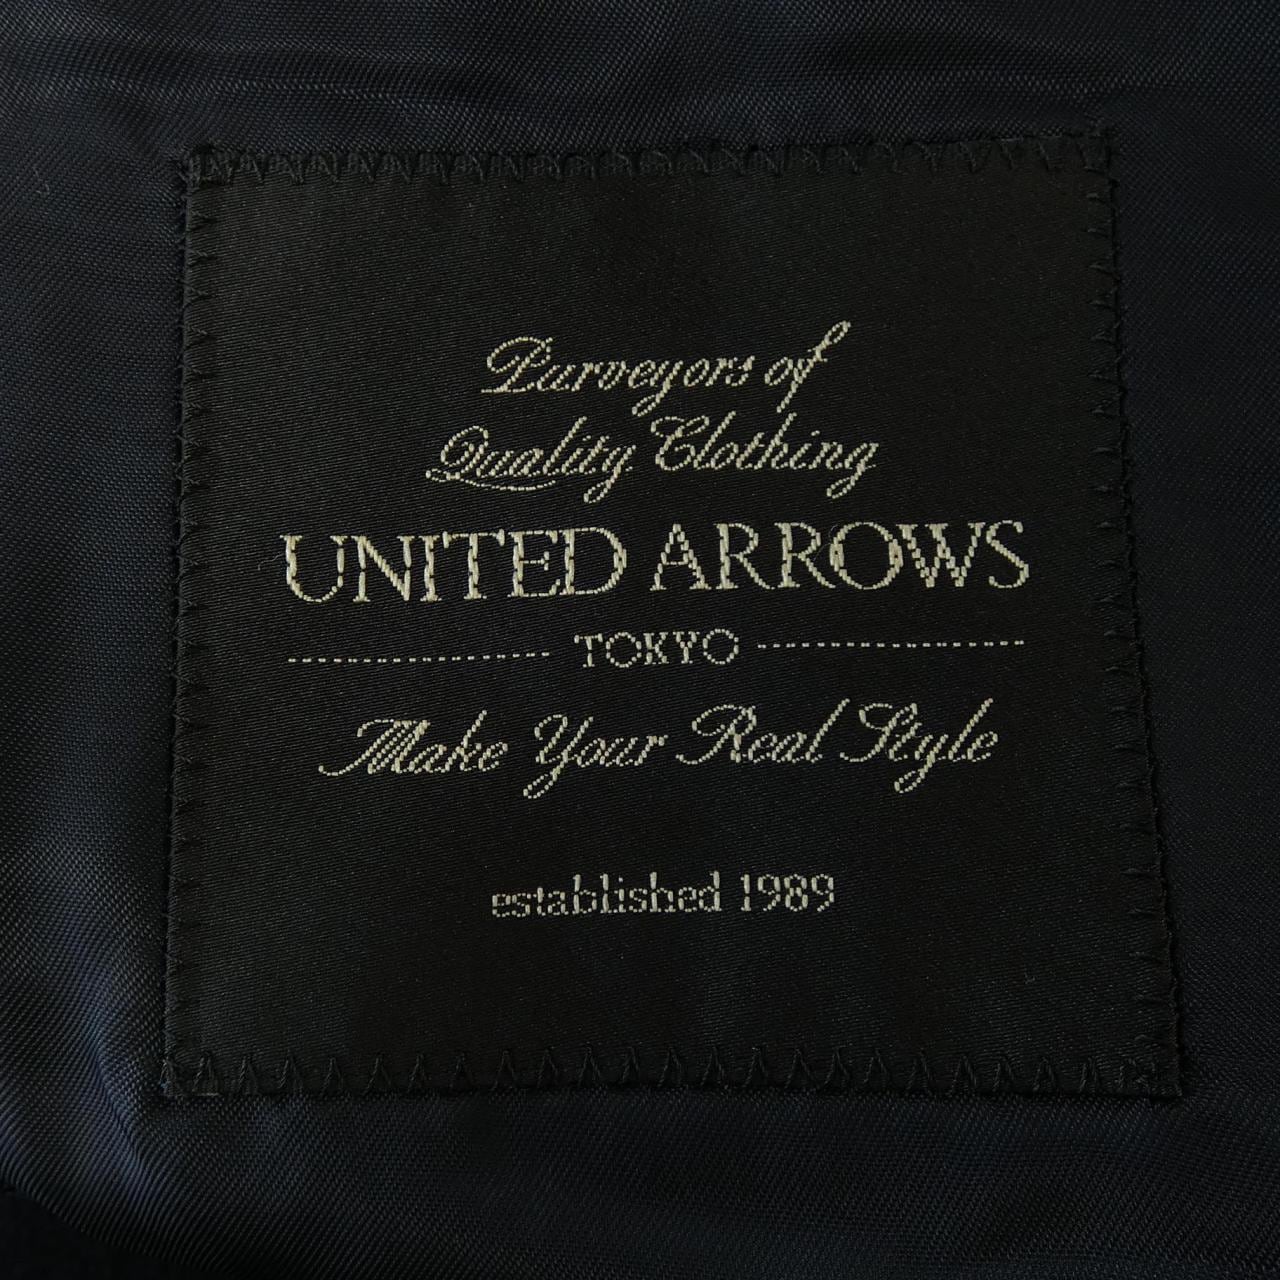 Purveyors of
Quality Clothing
UNITED ARROWS
TOKYO
Make Your Real Style
established 1989